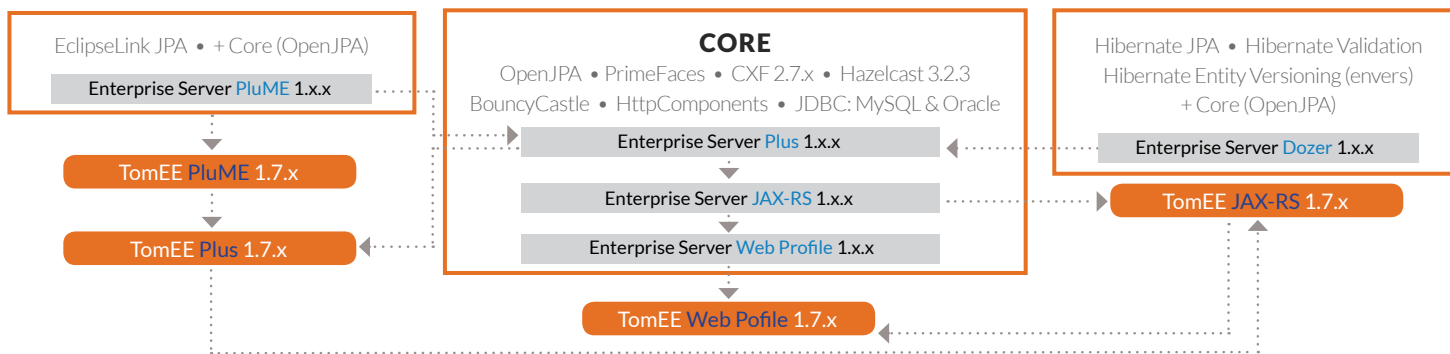 EclipseLink JPA • + Core (OpenJPA)
Enterprise Server PluME 1.x.x
TomEE PluME 1.7.x
TomEE Plus 1.7.x
CORE
OpenJPA • PrimeFaces • CXF 2.7.x • Hazelcast 3.2.3
BouncyCastle • HttpComponents • JDBC: MySQL & Oracle
Enterprise Server Plus 1.x.x
Enterprise Server JAX-RS 1.x.x
Enterprise Server Web Profile 1.x.x
TomEE Web Pofile 1.7.x
Hibernate JPA • Hibernate Validation
Hibernate Entity Versioning (envers)
+ Core (OpenJPA)
Enterprise Server Dozer 1.x.x
TomEE JAX-RS 1.7.x